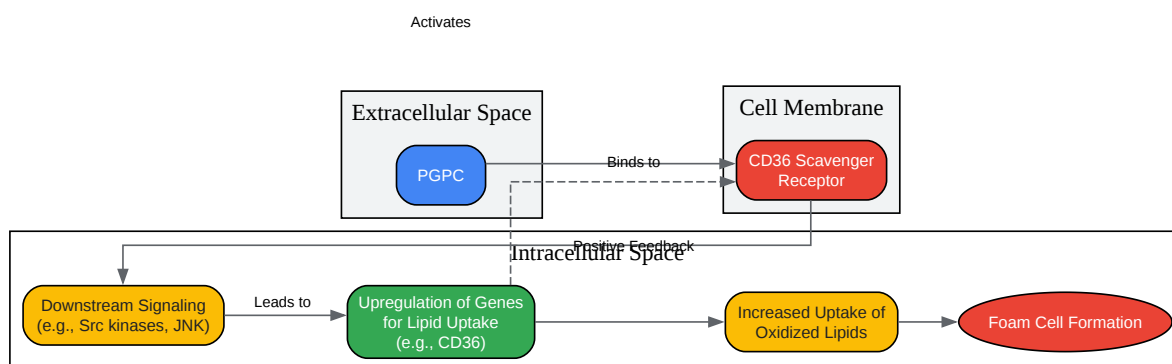 Activates
Extracellular Space
Cell Membrane
PGPC
Binds to
CD36 Scavenger
Receptor
Positive Feedback
Intracellular Space
Downstream Signaling
(e.g., Src kinases, JNK)
Leads to
Upregulation of Genes
for Lipid Uptake
(e.g., CD36)
Increased Uptake of
Oxidized Lipids
Foam Cell Formation